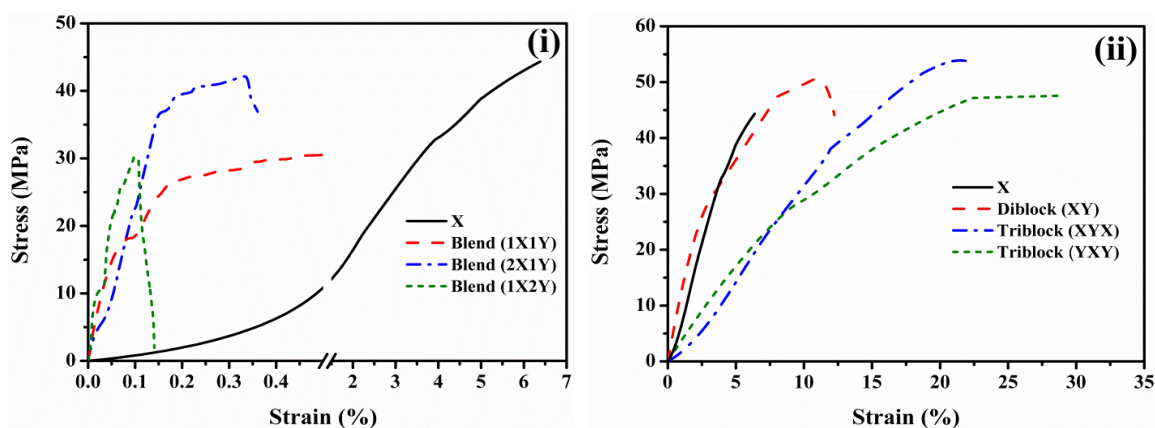 (i)
Stress (MPa)
50
40
30
20
10
0
X
Blend (1X1Y)
Blend (2X1Y)
Blend (1X2Y)
0.0 0.1 0.2 0.3 0.4 2 3 4 5 6 7
Strain (%)
(ii)
Stress (MPa)
60
50
40
30
20
10
0
X
Diblock (XY)
Triblock (XYX)
Triblock (YXY)
0 5 10 15 20 25 30 35
Strain (%)